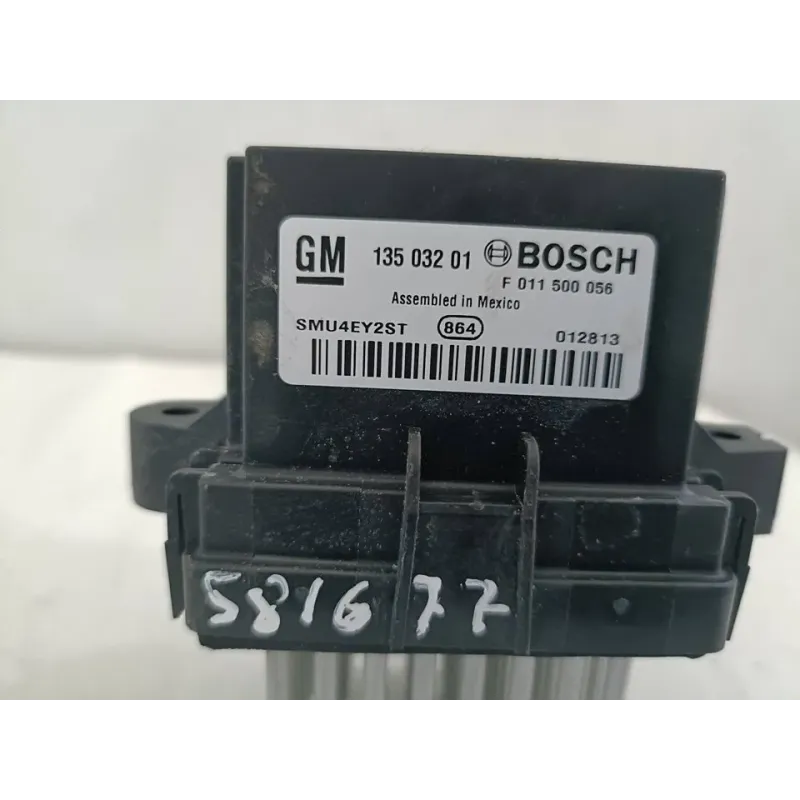 GM 135 032 01 BOSCH
F 011 500 056
Assembled in Mexico
SMU4EY2ST 864 012813
581677